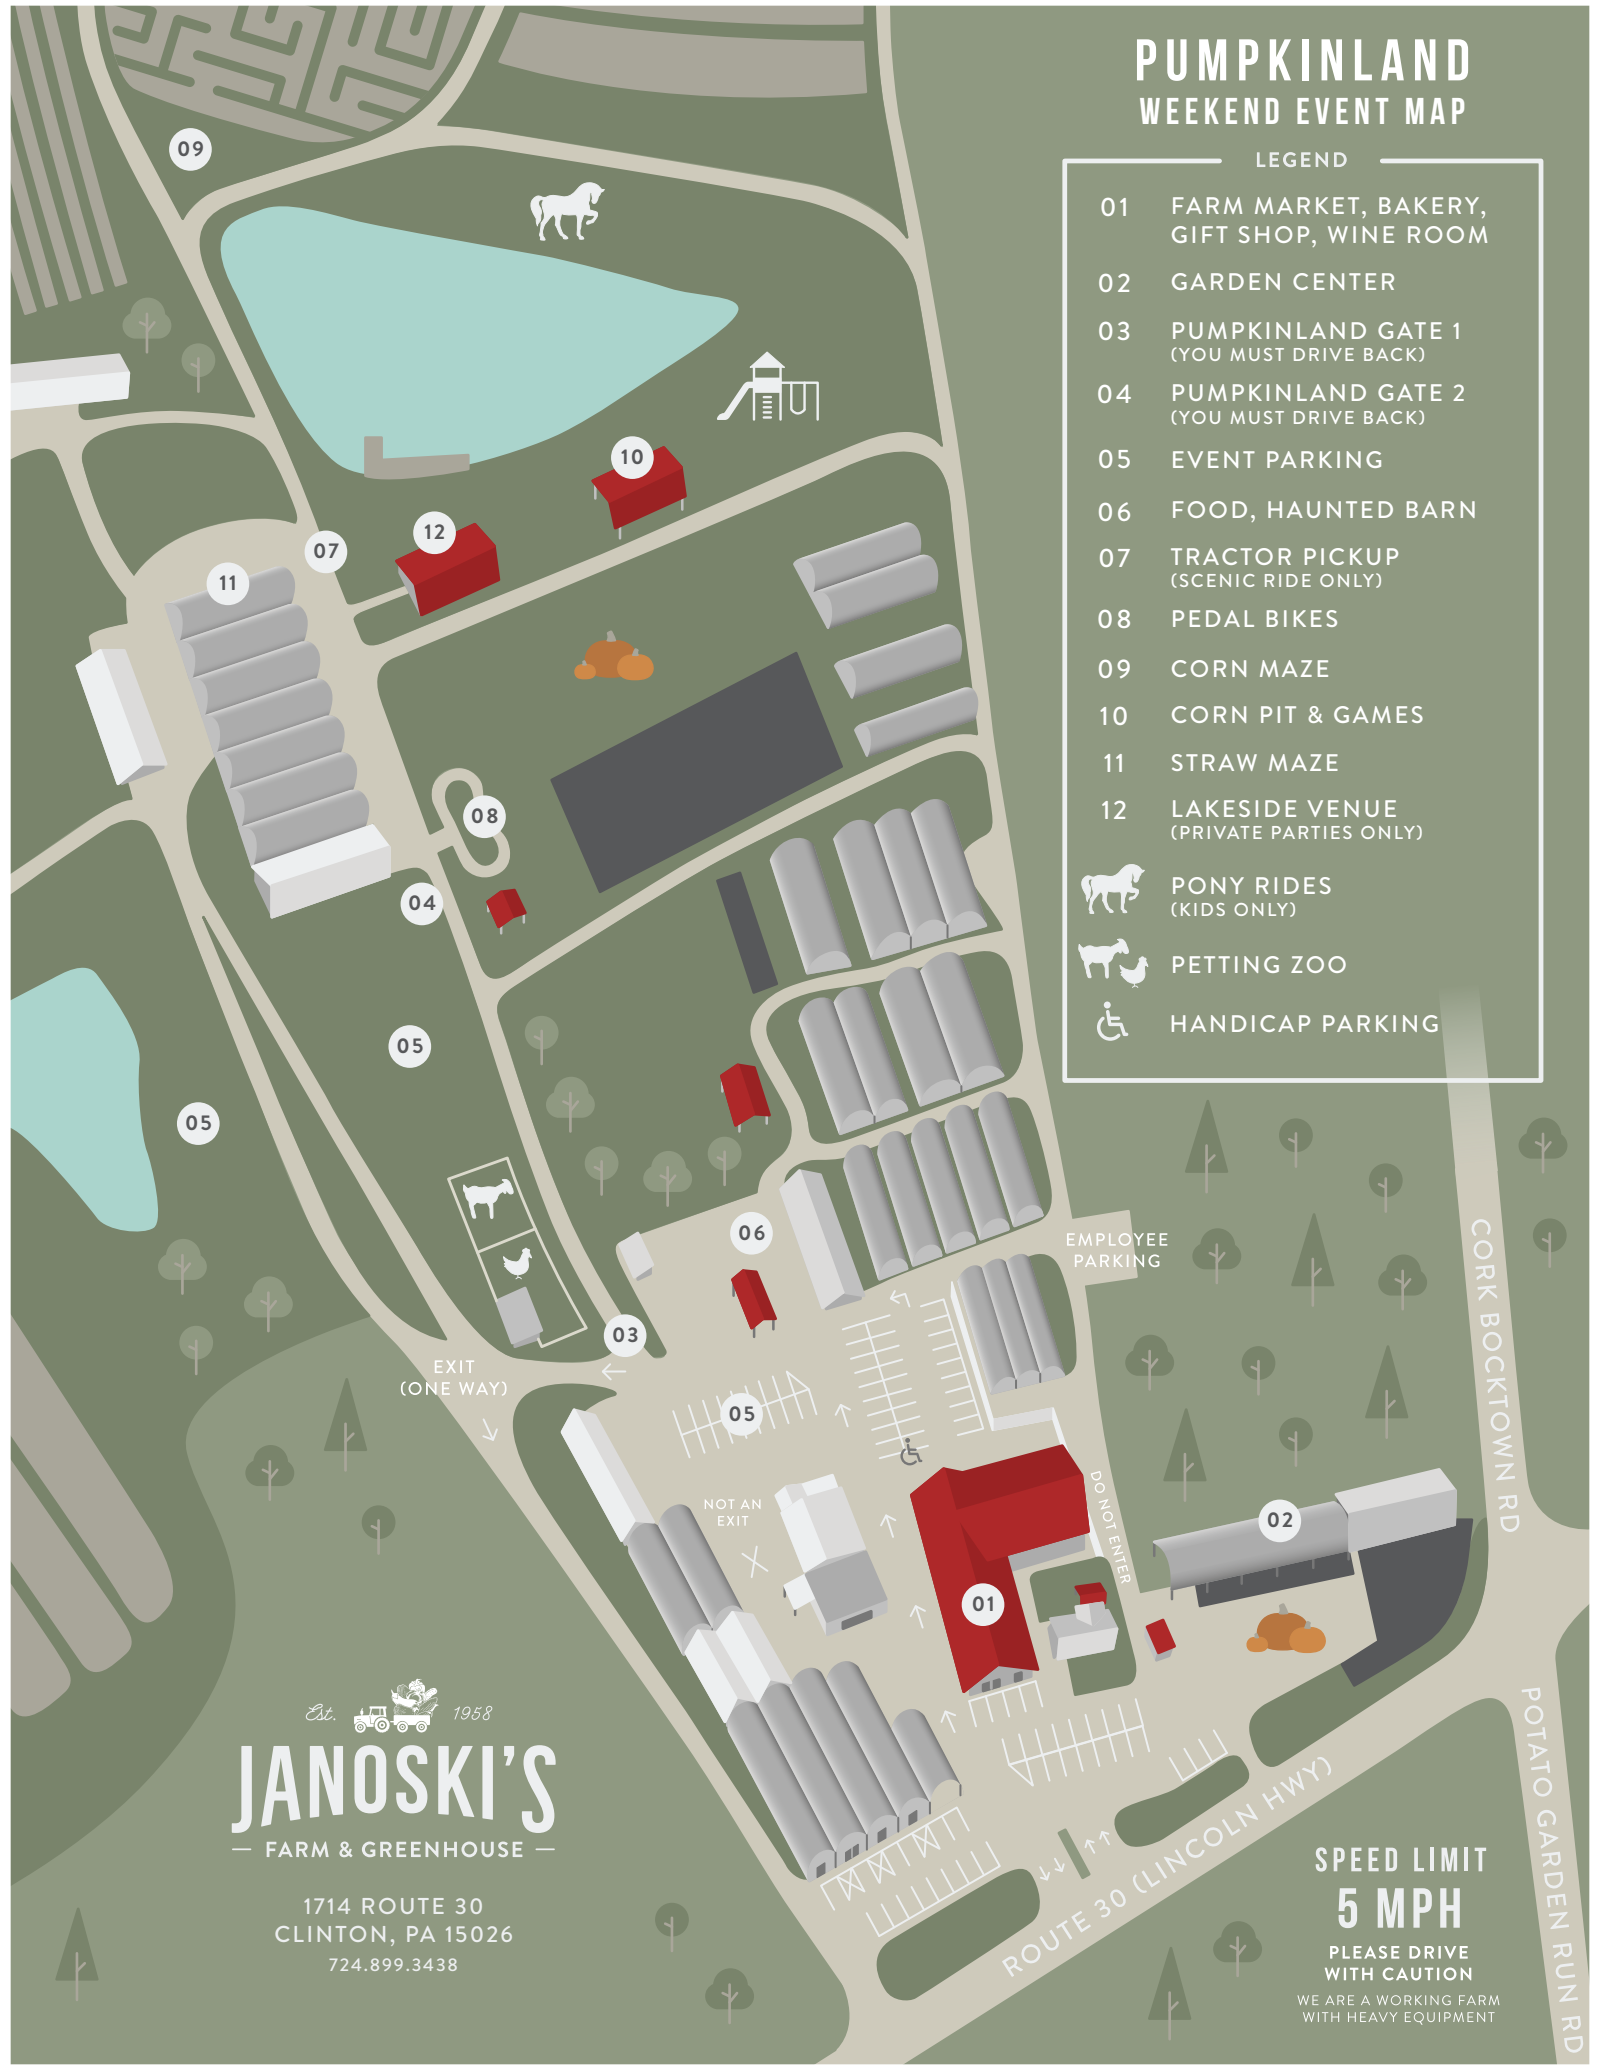 PUMPKINLAND
WEEKEND EVENT MAP
LEGEND
01 FARM MARKET, BAKERY,
GIFT SHOP, WINE ROOM
02 GARDEN CENTER
03 PUMPKINLAND GATE 1
(YOU MUST DRIVE BACK)
04 PUMPKINLAND GATE 2
(YOU MUST DRIVE BACK)
05 EVENT PARKING
06 FOOD, HAUNTED BARN
07 TRACTOR PICKUP
(SCENIC RIDE ONLY)
08 PEDAL BIKES
09 CORN MAZE
10 CORN PIT & GAMES
11 STRAW MAZE
12 LAKESIDE VENUE
(PRIVATE PARTIES ONLY)
PONY RIDES
(KIDS ONLY)
PETTING ZOO
HANDICAP PARKING
09
10
12
07
11
08
04
05
05
06
EMPLOYEE
PARKING
03
EXIT
(ONE WAY)
05
NOT AN
EXIT
DO NOT ENTER
02
01
CORK BOCKTOWN RD
POTATO GARDEN RUN RD
ROUTE 30 (LINCOLN HWY)
Est. 1958
JANOSKI'S
FARM & GREENHOUSE
1714 ROUTE 30
CLINTON, PA 15026
724.899.3438
SPEED LIMIT
5 MPH
PLEASE DRIVE
WITH CAUTION
WE ARE A WORKING FARM
WITH HEAVY EQUIPMENT